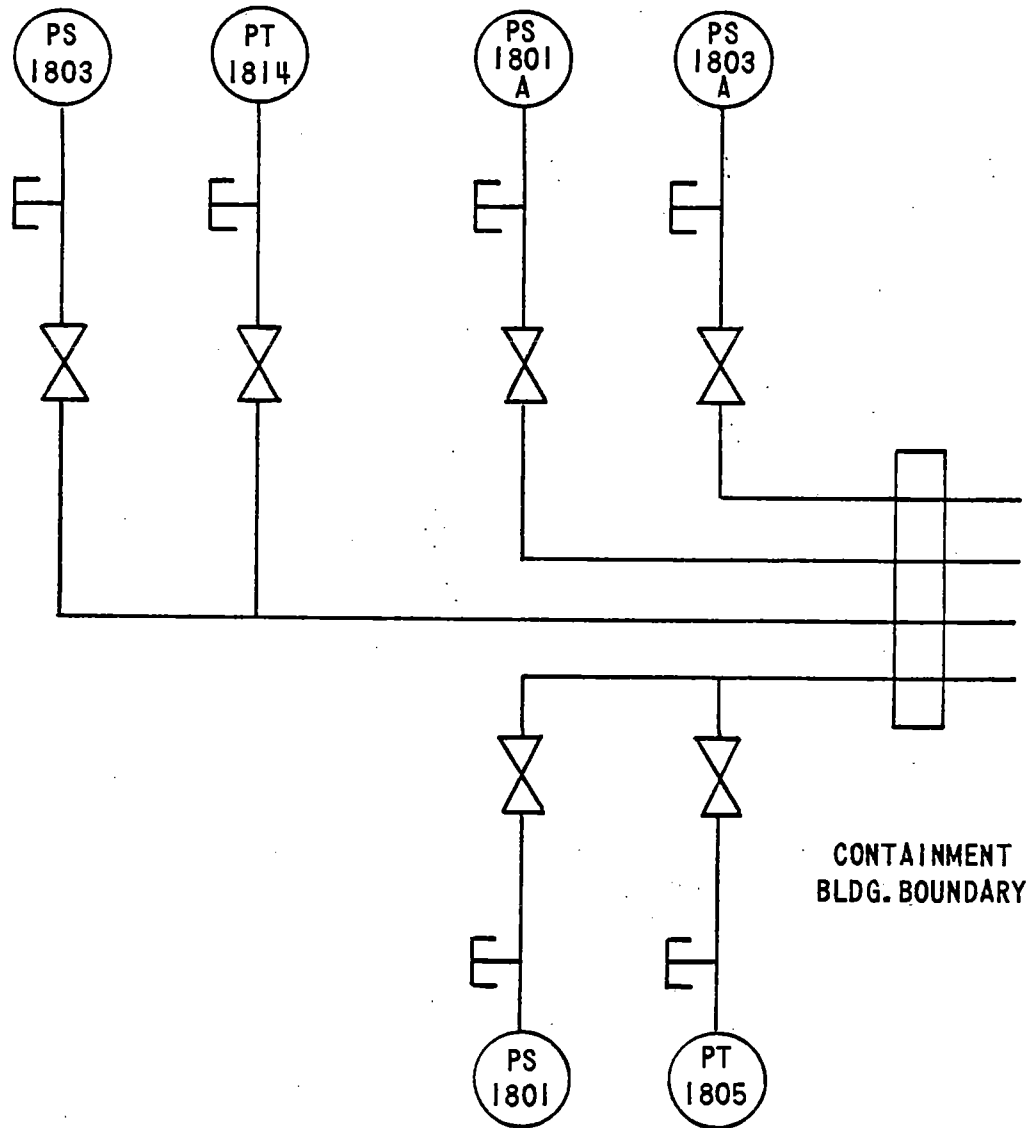 PS
1803
PT
1814
PS
1801
A
PS
1803
A
CONTAINMENT
BLDG. BOUNDARY
PS
1801
PT
1805